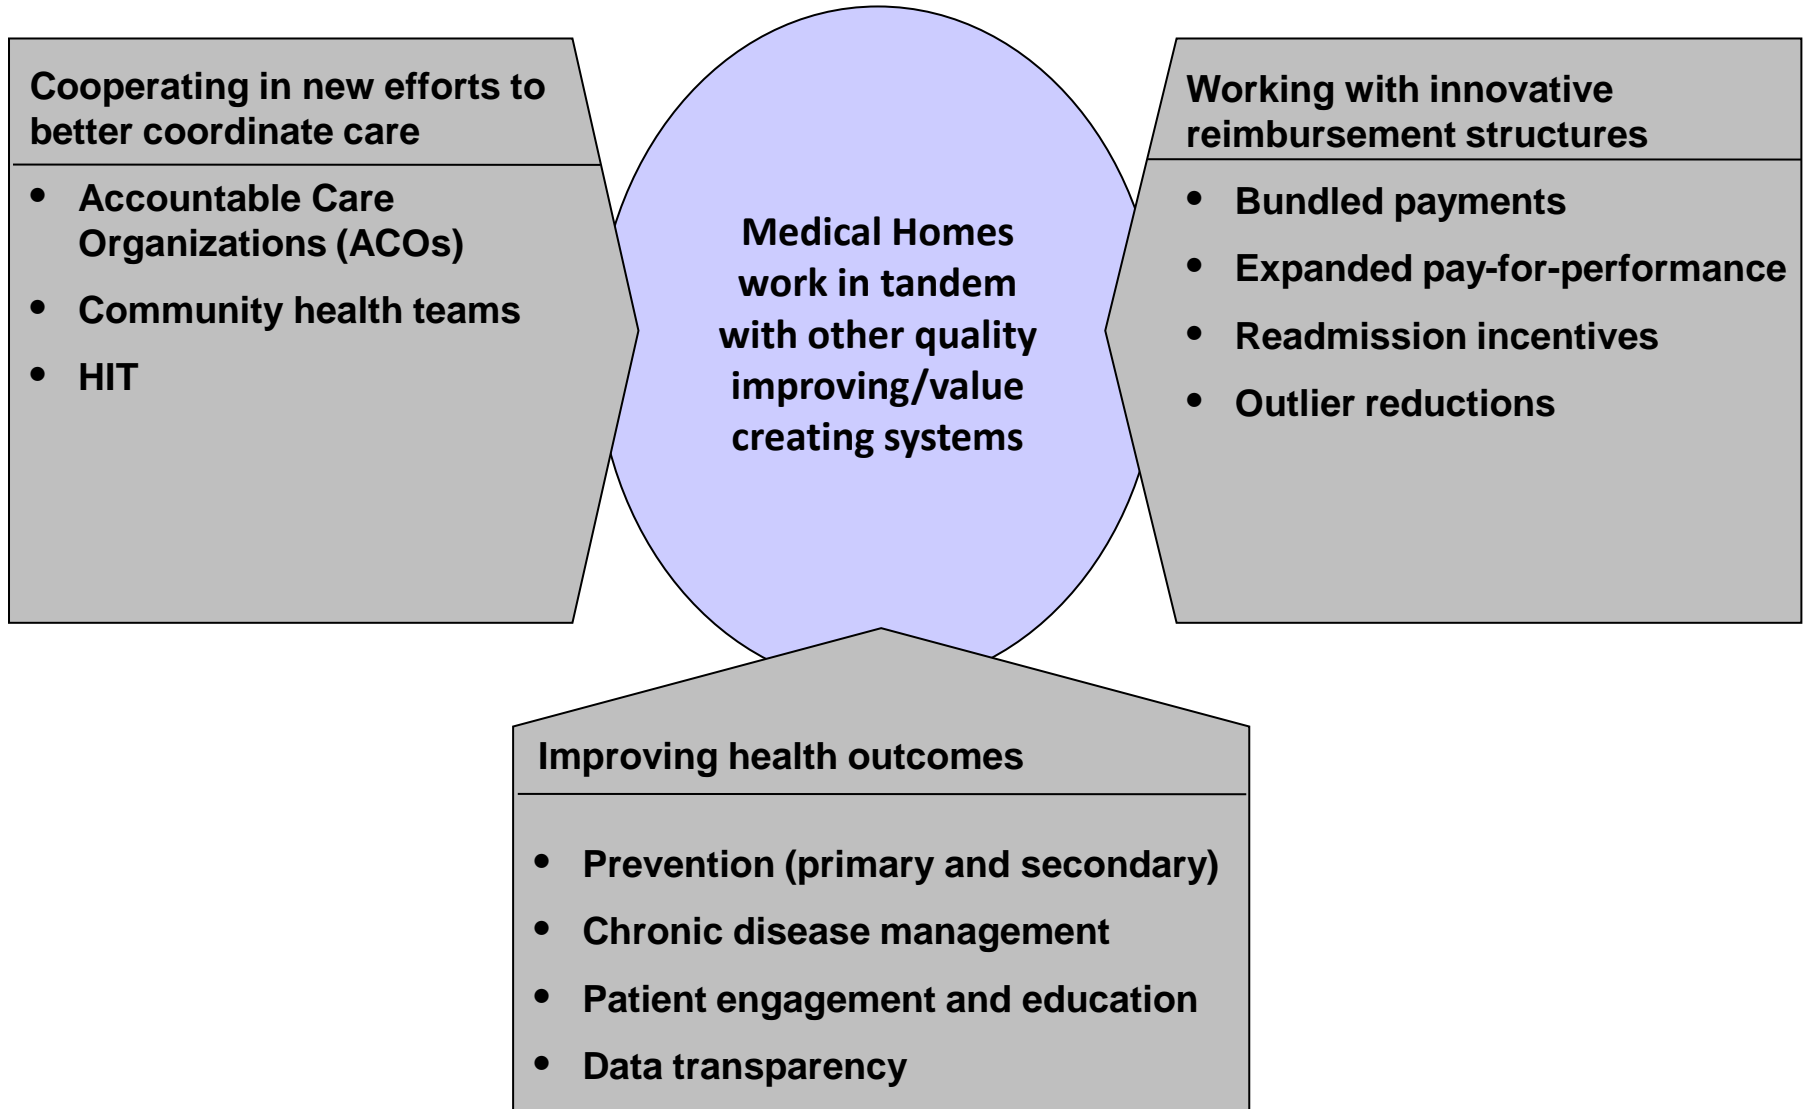 Cooperating in new efforts to
better coordinate care
• Accountable Care
Organizations (ACOs)
• Community health teams
• HIT
Medical Homes
work in tandem
with other quality
improving/value
creating systems
Working with innovative
reimbursement structures
• Bundled payments
• Expanded pay-for-performance
• Readmission incentives
• Outlier reductions
Improving health outcomes
• Prevention (primary and secondary)
• Chronic disease management
• Patient engagement and education
• Data transparency